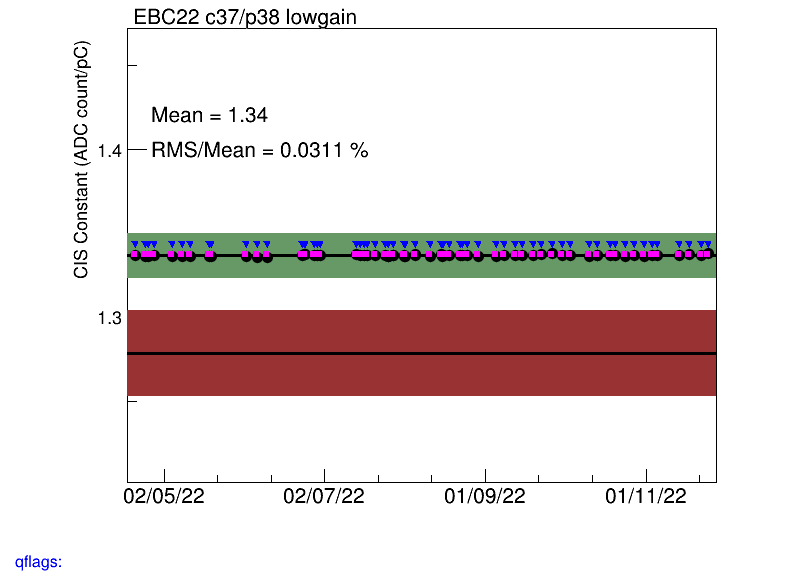 EBC22 c37/p38 lowgain
CIS Constant (ADC count/pC)
Mean = 1.34
RMS/Mean = 0.0311 %
1.4
1.3
02/05/22 02/07/22 01/09/22 01/11/22
qflags: